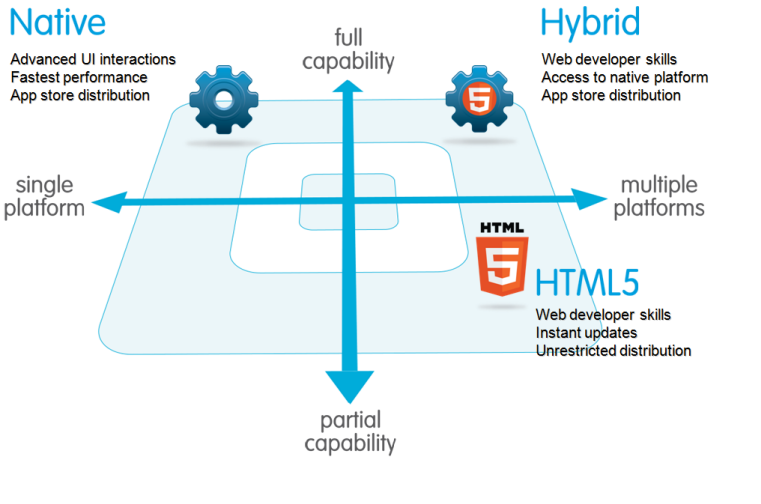 Native
Advanced UI interactions
Fastest performance
App store distribution
full
capability
Hybrid
Web developer skills
Access to native platform
App store distribution
5
single
platform
multiple
platforms
HTML
5
HTML5
Web developer skills
Instant updates
Unrestricted distribution
partial
capability